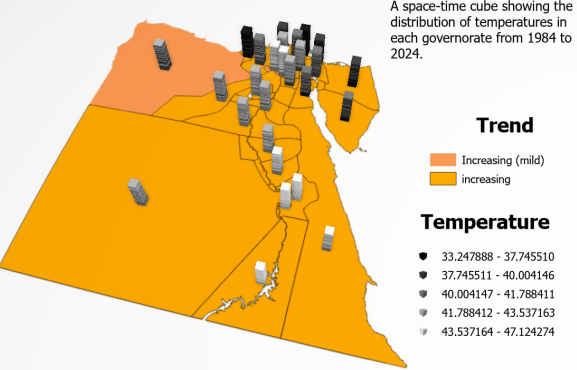 A space-time cube showing the
distribution of temperatures in
each governorate from 1984 to
2024.
Trend
Increasing (mild)
increasing
Temperature
33.247888 - 37.745510
37.745511 - 40.004146
40.004147 - 41.788411
41.788412 - 43.537163
43.537164 - 47.124274